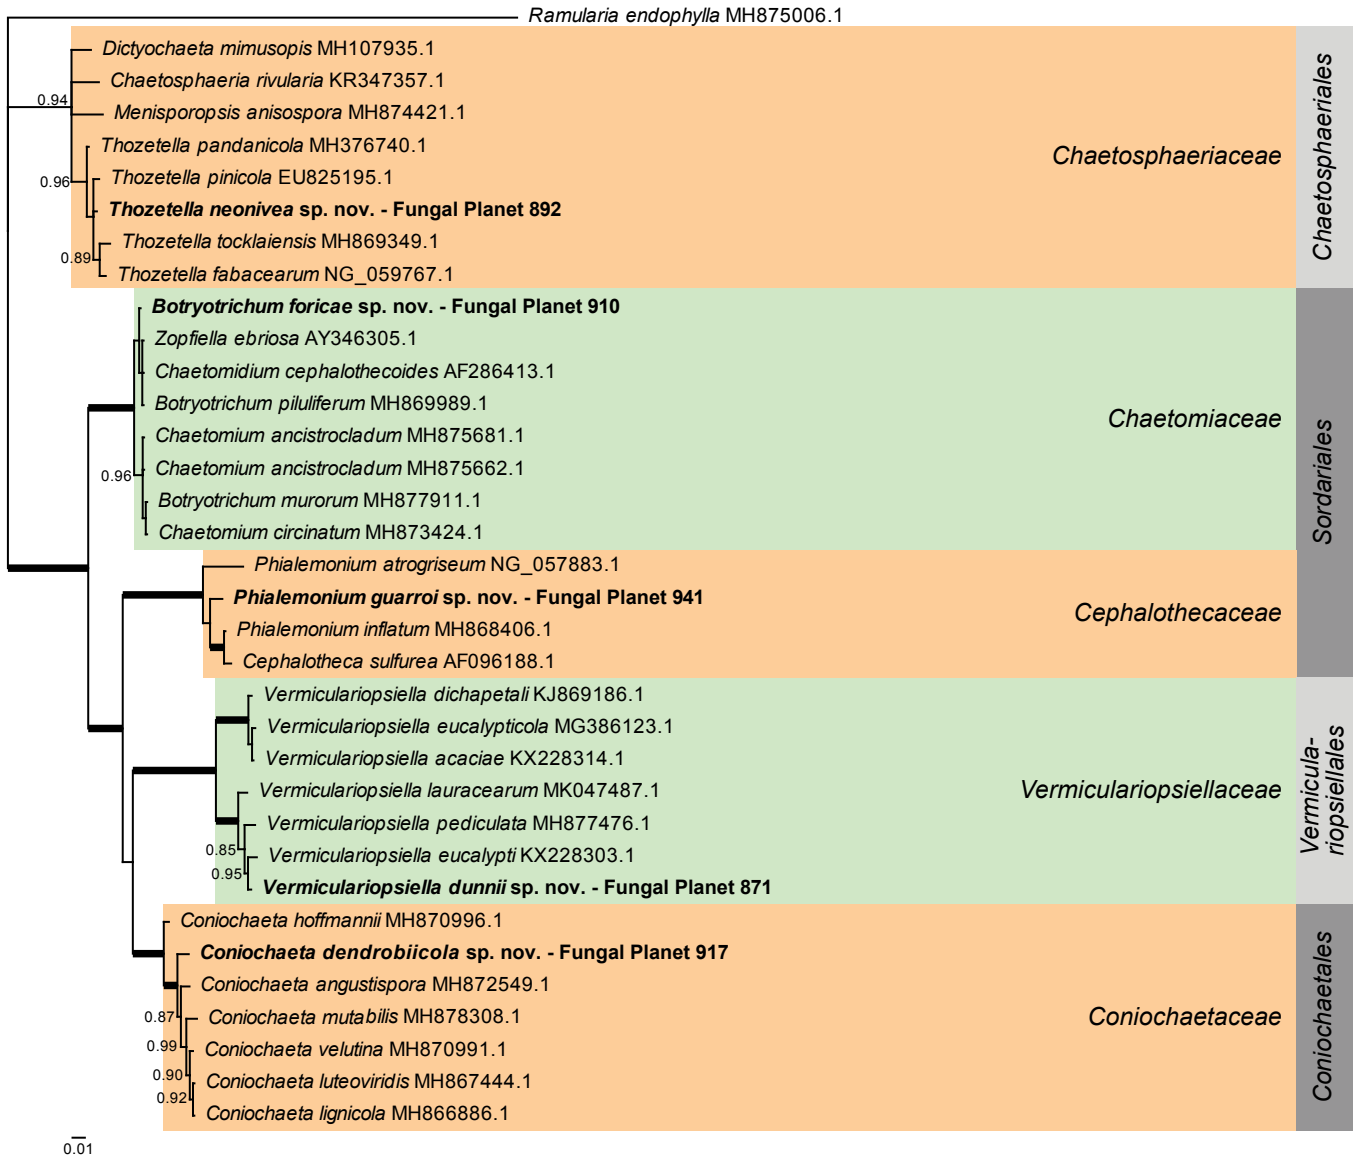 Ramularia endophylla MH875006.1
Dictyochaeta mimusopis MH107935.1
Chaetosphaeria rivularia KR347357.1
0.94
Menisporopsis anisospora MH874421.1
Thozetella pandanicola MH376740.1
Chaetosphaeriaceae
Chaetosphaeriales
0.96
Thozetella pinicola EU825195.1
Thozetella neonivea sp. nov. - Fungal Planet 892
Thozetella tocklaiensis MH869349.1
0.89
Thozetella fabacearum NG_059767.1
Botryotrichum foricae sp. nov. - Fungal Planet 910
Zopfiella ebriosa AY346305.1
Chaetomidium cephalothecoides AF286413.1
Botryotrichum piluliferum MH869989.1
Chaetomiaceae
Chaetomium ancistrocladum MH875681.1
Chaetomium ancistrocladum MH875662.1
0.96
Sordariales
Botryotrichum murorum MH877911.1
Chaetomium circinatum MH873424.1
Phialemonium atrogriseum NG_057883.1
Phialemonium guarroi sp. nov. - Fungal Planet 941
Cephalothecaceae
Phialemonium inflatum MH868406.1
Cephalotheca sulfurea AF096188.1
Vermiculariopsiella dichapetali KJ869186.1
Vermiculariopsiella eucalypticola MG386123.1
Vermiculariopsiella acaciae KX228314.1
Vermiculariopsiella lauracearum MK047487.1
Vermiculariopsiellaceae
Vermicula-
riopsiellales
Vermiculariopsiella pediculata MH877476.1
0.85
Vermiculariopsiella eucalypti KX228303.1
0.95
Vermiculariopsiella dunnii sp. nov. - Fungal Planet 871
Coniochaeta hoffmannii MH870996.1
Coniochaeta dendrobiicola sp. nov. - Fungal Planet 917
Coniochaeta angustispora MH872549.1
0.87
Coniochaeta mutabilis MH878308.1
Coniochaetaceae
Coniochaetales
0.99
Coniochaeta velutina MH870991.1
0.90
Coniochaeta luteoviridis MH867444.1
0.92
Coniochaeta lignicola MH866886.1
0.01